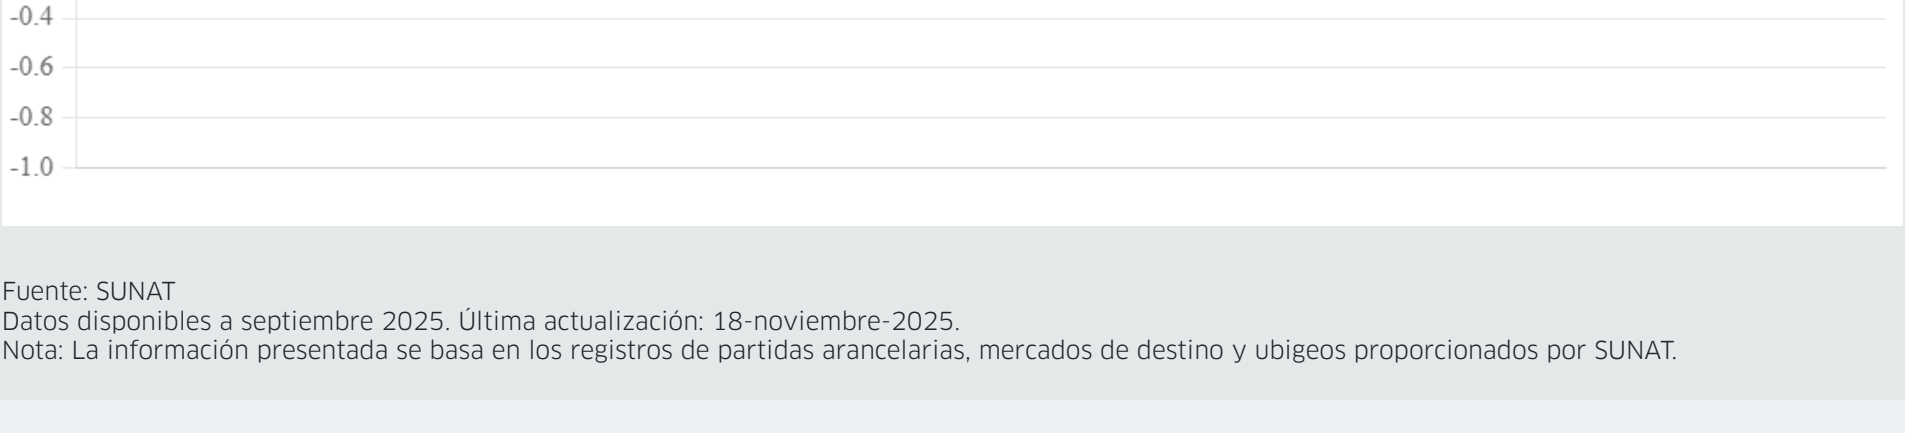 -0.4
-0.6
-0.8
-1.0
Fuente: SUNAT
Datos disponibles a septiembre 2025. Última actualización: 18-noviembre-2025.
Nota: La información presentada se basa en los registros de partidas arancelarias, mercados de destino y ubigeos proporcionados por SUNAT.